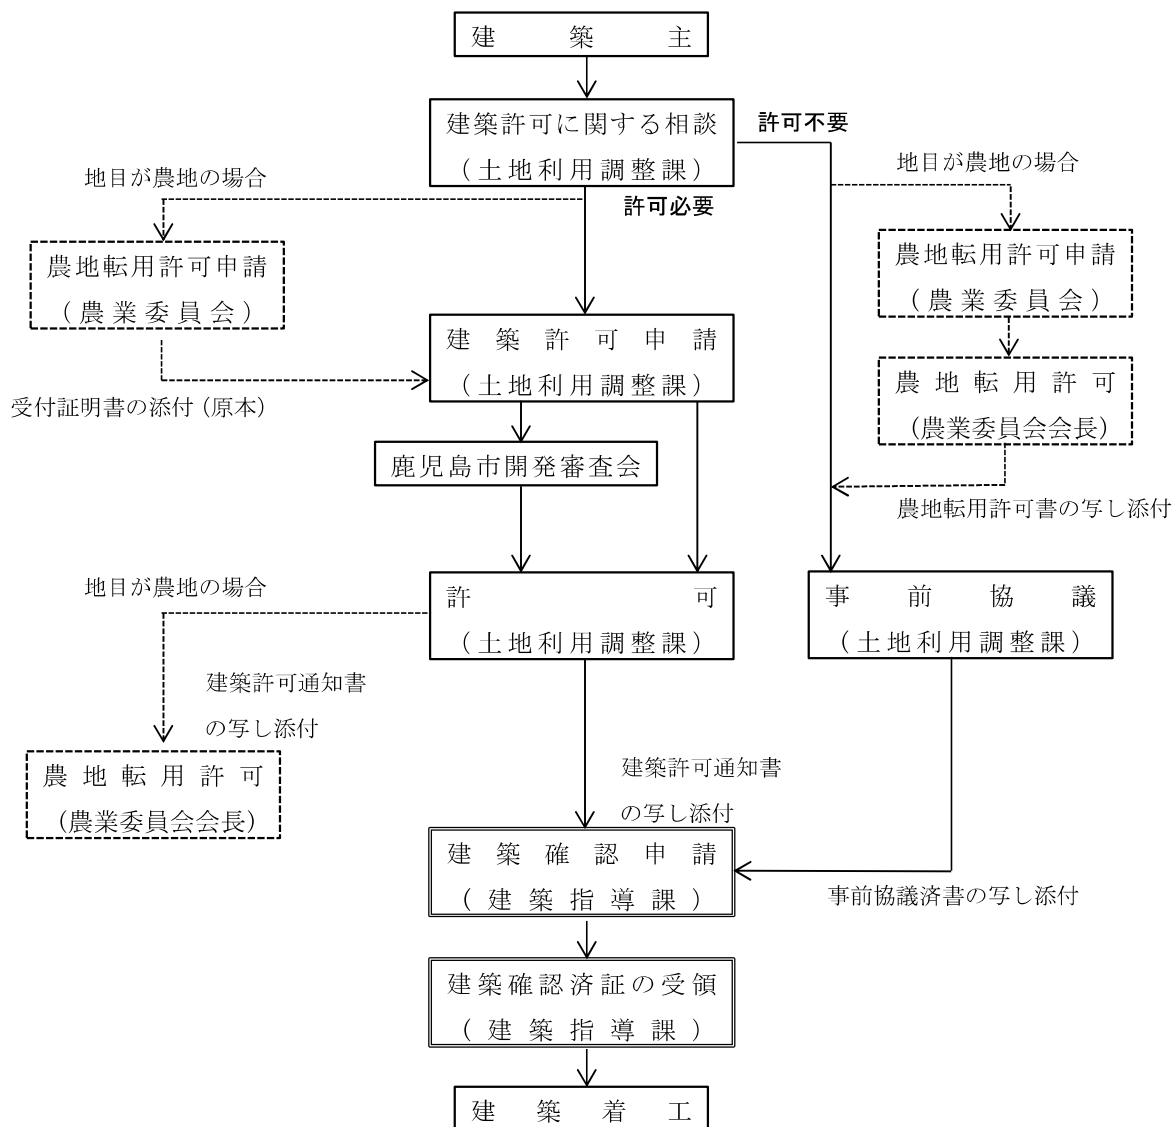 建築主
建築許可に関する相談
（土地利用調整課）
許可不要
地目が農地の場合
許可必要
地目が農地の場合
農地転用許可申請
（農業委員会）
農地転用許可申請
（農業委員会）
建築許可申請
（土地利用調整課）
受付証明書の添付（原本）
農地転用許可
（農業委員会会長）
鹿児島市開発審査会
農地転用許可書の写し添付
地目が農地の場合
許可
（土地利用調整課）
事前協議
（土地利用調整課）
建築許可通知書
の写し添付
農地転用許可
（農業委員会会長）
建築許可通知書
の写し添付
建築確認申請
（建築指導課）
事前協議済書の写し添付
建築確認済証の受領
（建築指導課）
建築着工